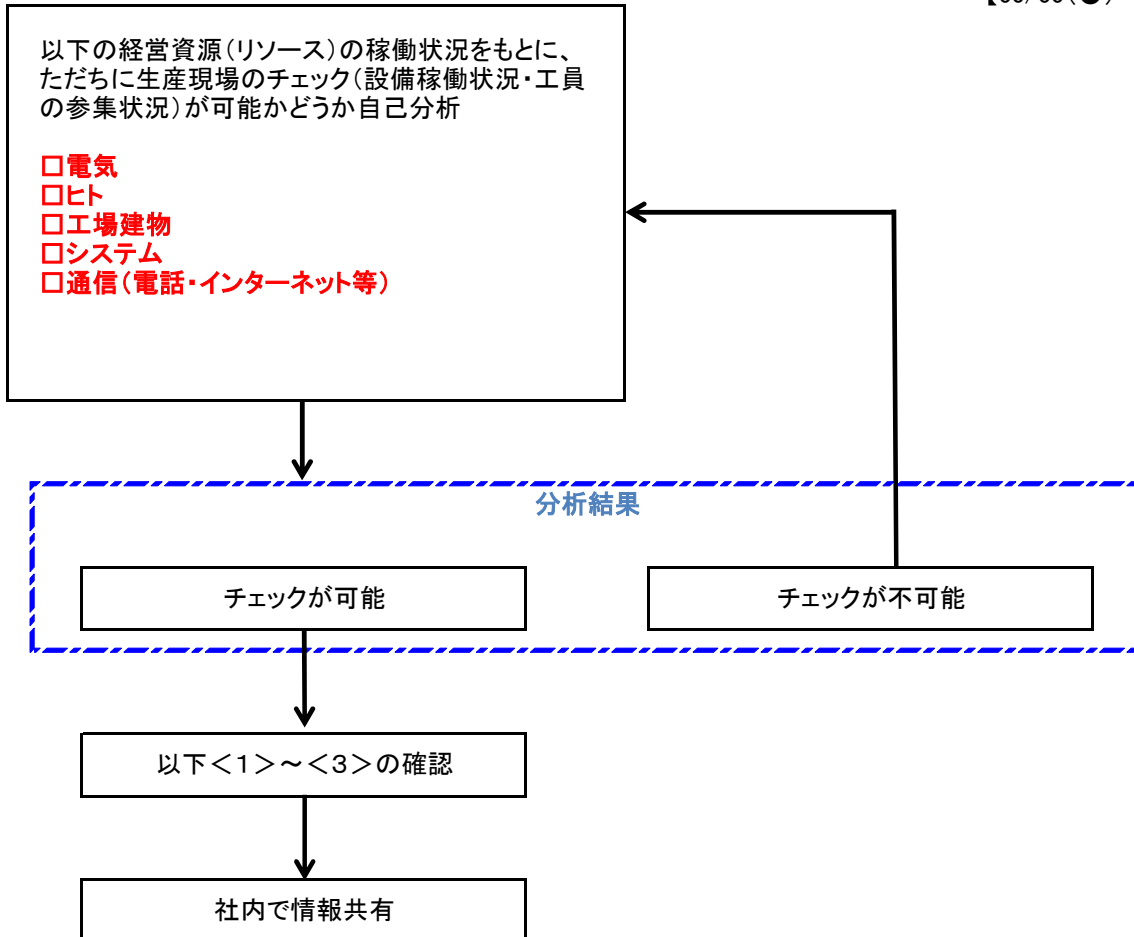 以下の経営資源(リソース)の稼働状況をもとに、
ただちに生産現場のチェック(設備稼働状況・工員
の参集状況)が可能かどうか自己分析
□電気
□ヒト
□工場建物
□システム
□通信(電話・インターネット等)
分析結果
チェックが可能
チェックが不可能
以下<1>~<3>の確認
社内で情報共有